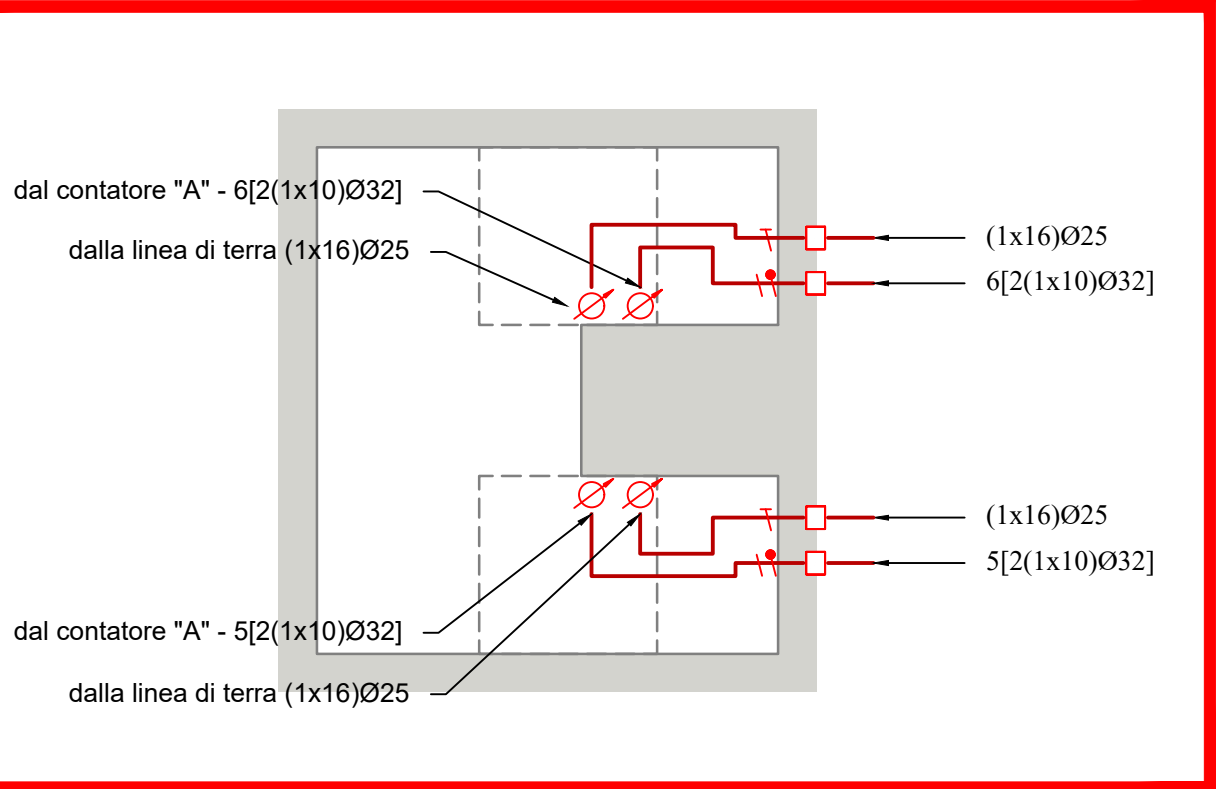 dal contatore "A" - 6[2(1x10)Ø32]
dalla linea di terra (1x16)Ø25
(1x16)Ø25
6[2(1x10)Ø32]
(1x16)Ø25
5[2(1x10)Ø32]
dal contatore "A" - 5[2(1x10)Ø32]
dalla linea di terra (1x16)Ø25